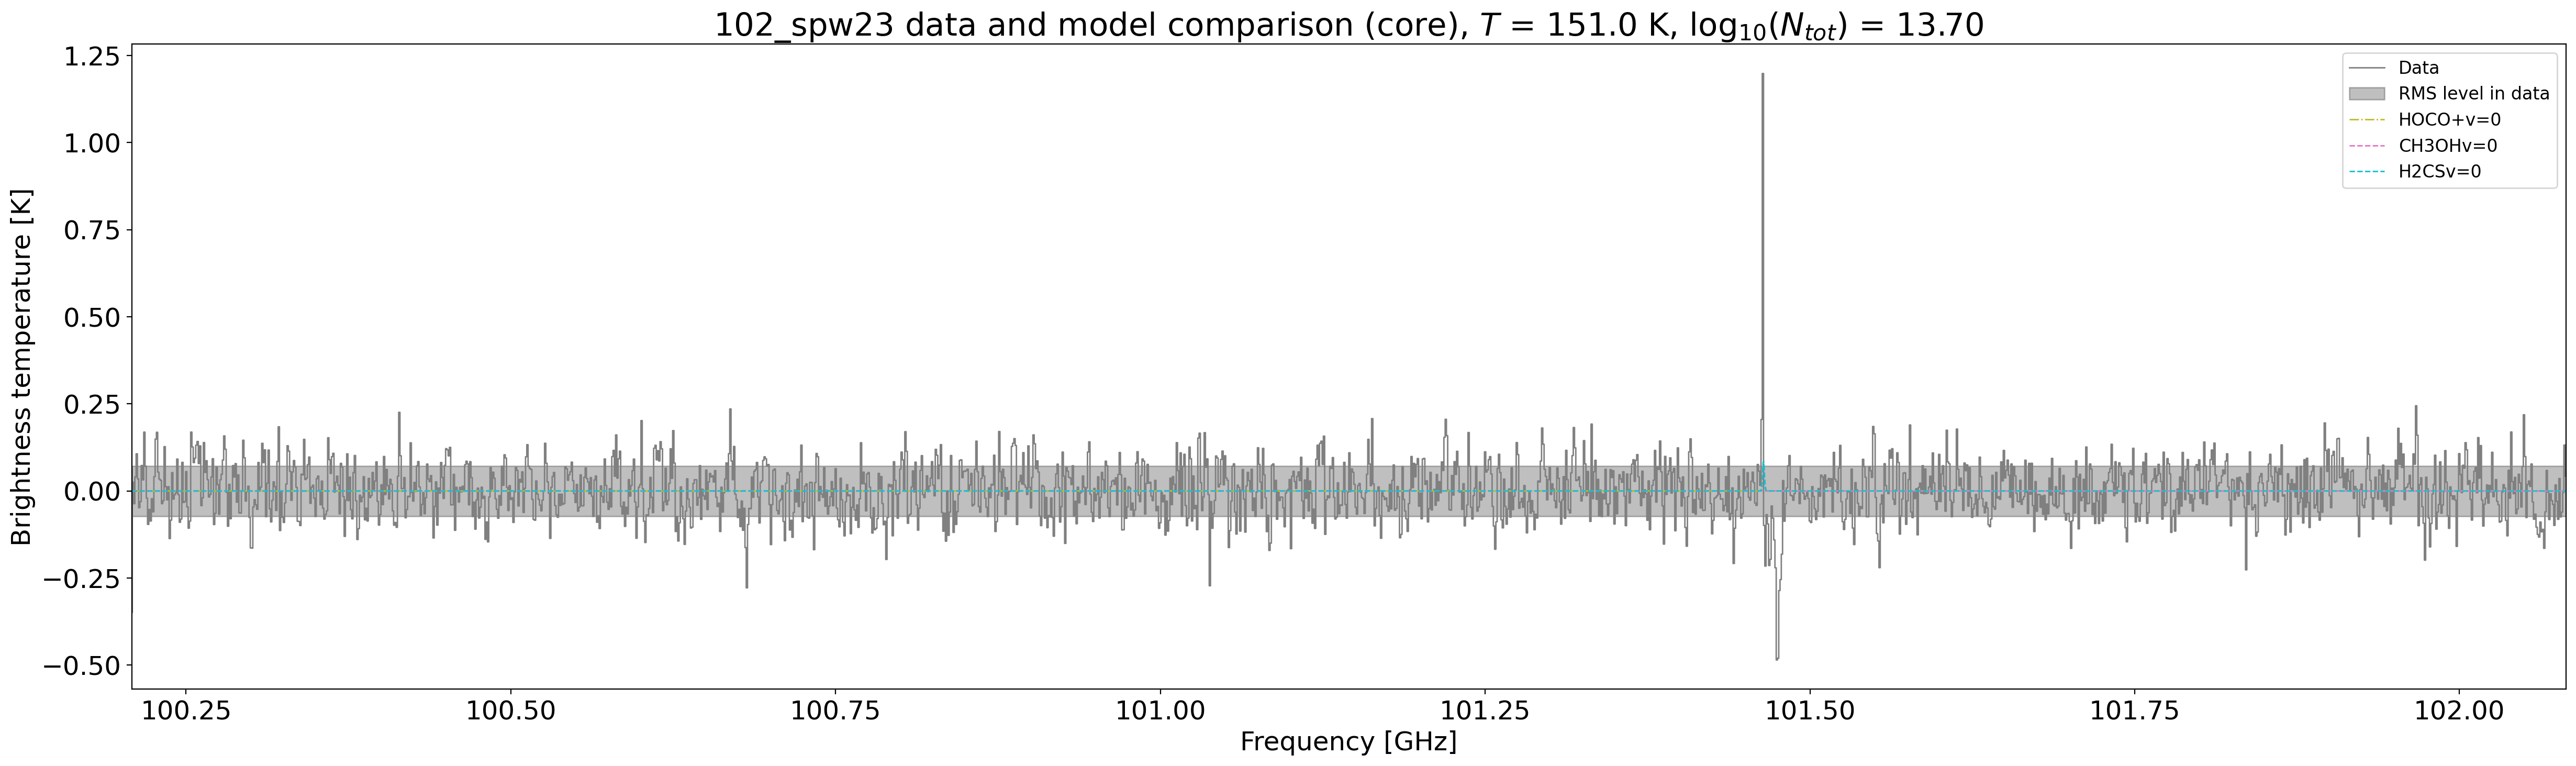 102_spw23 data and model comparison (core), T = 151.0 K, log₁₀(Nₜₒₜ) = 13.70
Data
RMS level in data
HOCO+v=0
CH3OHv=0
H2CSv=0
Brightness temperature [K]
1.25
1.00
0.75
0.50
0.25
0.00
−0.25
−0.50
100.25 100.50 100.75 101.00 101.25 101.50 101.75 102.00
Frequency [GHz]